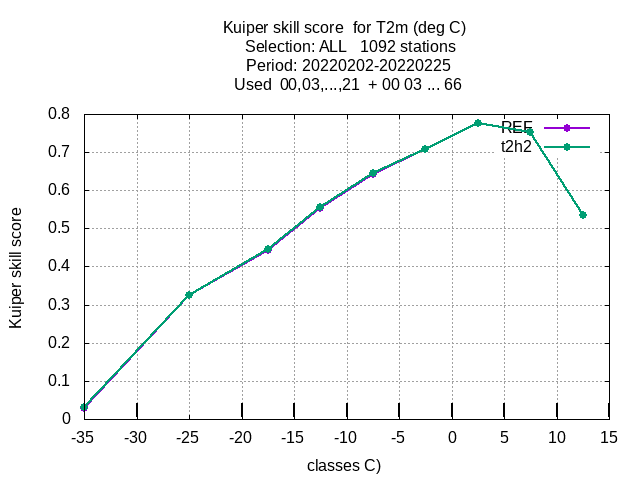 Kuiper skill score  for T2m (deg C)
Selection: ALL   1092 stations
Period: 20220202-20220225
Used  00,03,...,21  + 00 03 ... 66
REF
t2h2
0.8
0.7
0.6
0.5
0.4
0.3
0.2
0.1
0
Kuiper skill score
-35 -30 -25 -20 -15 -10 -5 0 5 10 15
classes C)